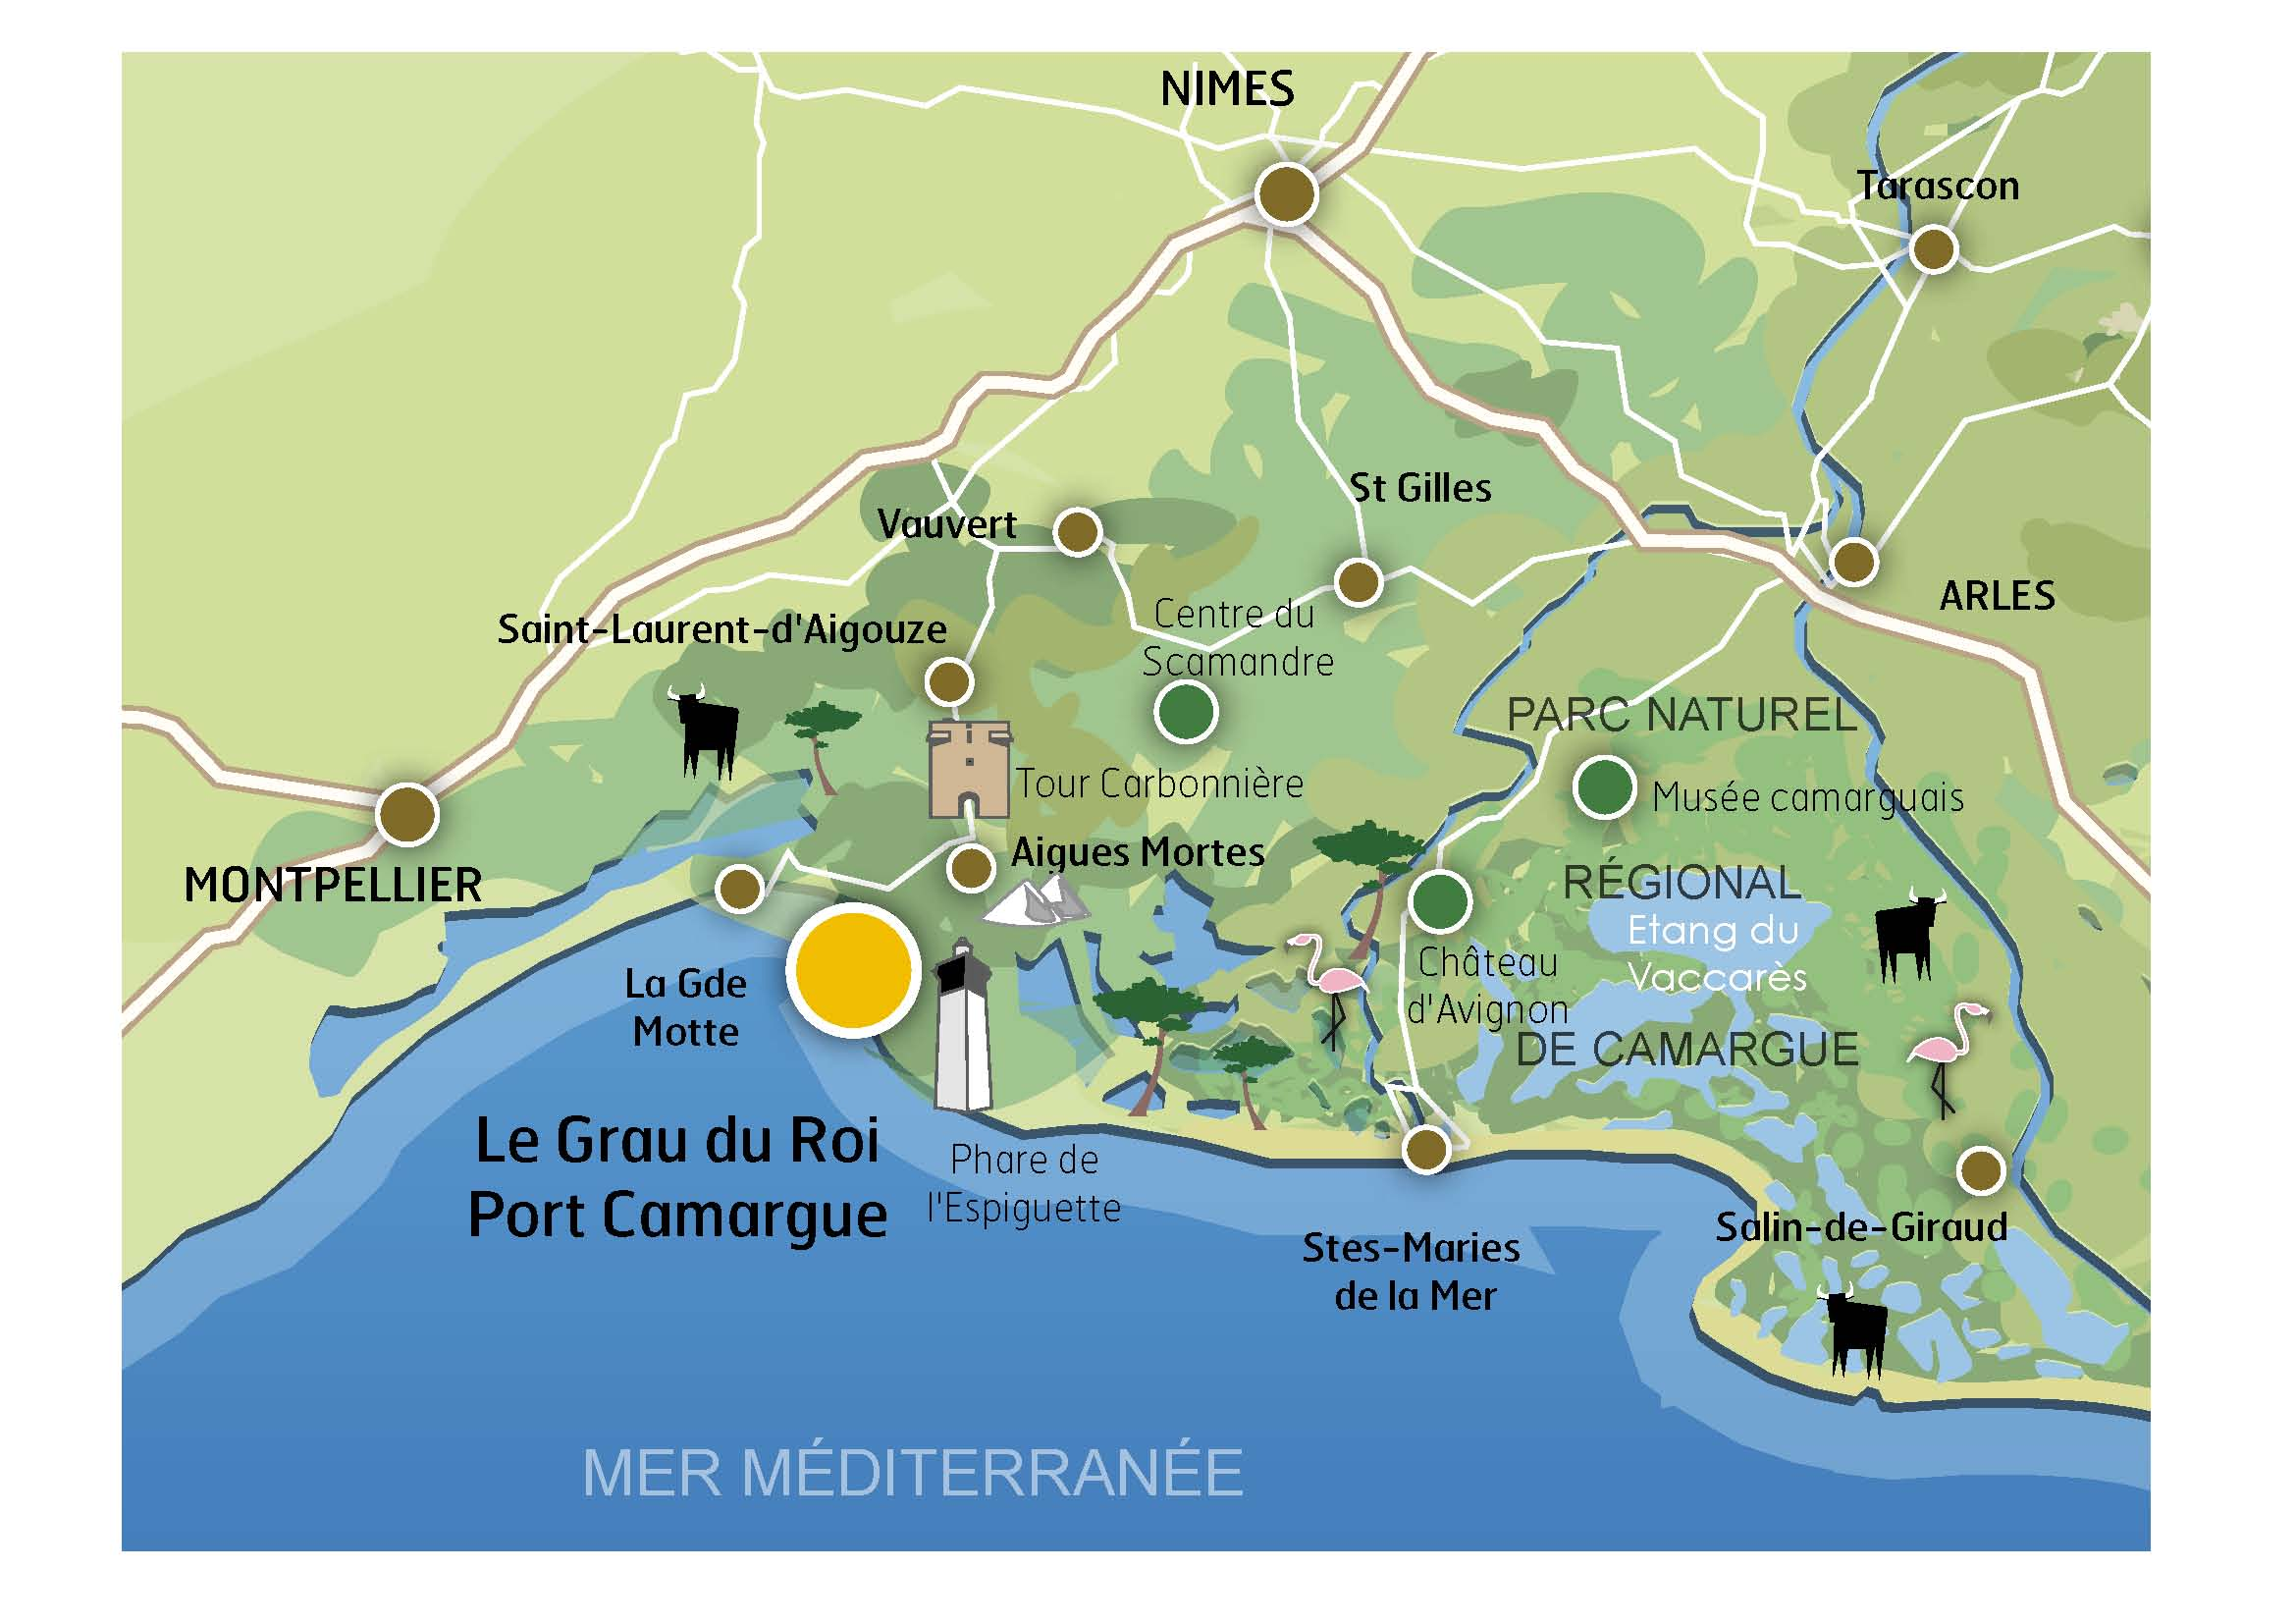 NIMES
Tarascon
St Gilles
Vauvert
ARLES
Saint-Laurent-d'Aigouze
Centre du
Scamandre
PARC NATUREL
Tour Carbonnière
Musée camarguais
Aigues Mortes
MONTPELLIER
RÉGIONAL
Etang du
Vaccarès
Château
d'Avignon
La Gde
Motte
DE CAMARGUE
Le Grau du Roi
Port Camargue
Phare de
l'Espiguette
Stes-Maries
de la Mer
Salin-de-Giraud
MER MÉDITERRANÉE